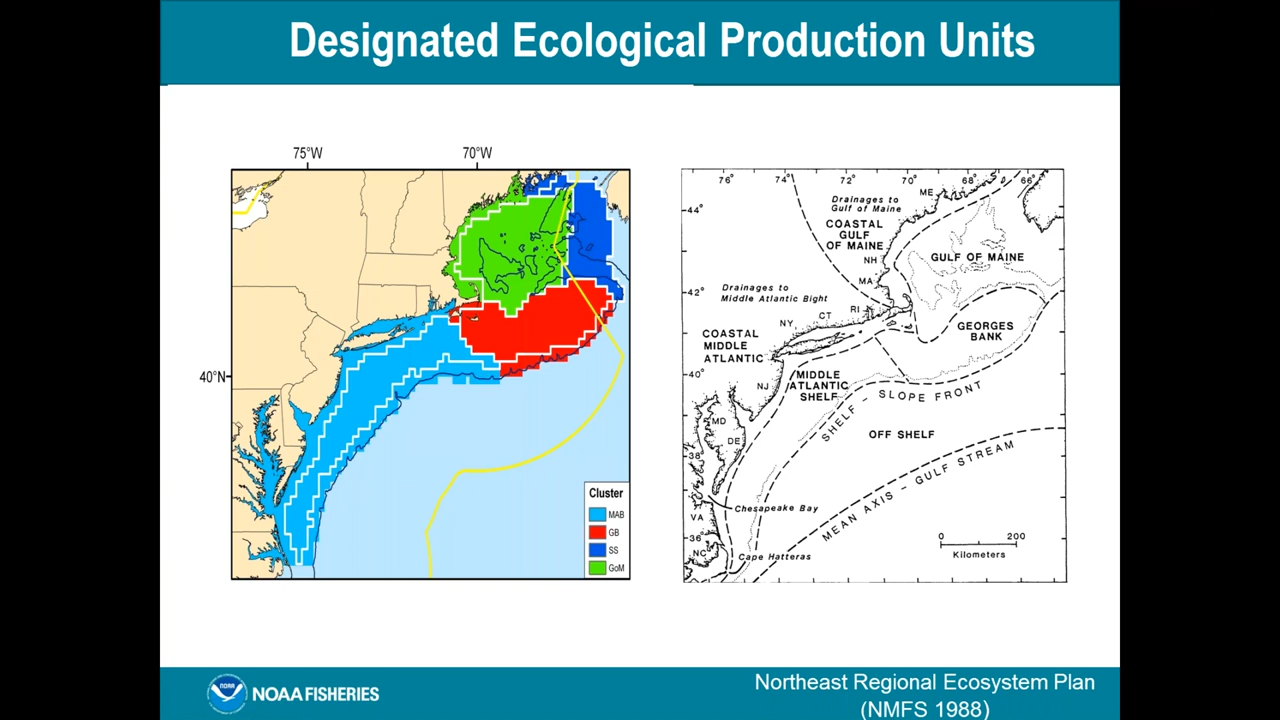 Designated Ecological Production Units
75°W
70°W
40°N
Cluster
MAB
GB
SS
GoM
76°
74°
72°
70°
68°
66°
44°
42°
40°
38°
36°
ME
Drainages to
Gulf of Maine
COASTAL
GULF
OF MAINE
NH
GULF OF MAINE
MA
Drainages to
Middle Atlantic Bight
RI
CT
NY
GEORGES
BANK
COASTAL
MIDDLE
ATLANTIC
MIDDLE
ATLANTIC
SHELF
NJ
SHELF - SLOPE FRONT
MD
DE
OFF SHELF
MEAN AXIS - GULF STREAM
Chesapeake Bay
VA
0 200
Kilometers
NC
Cape Hatteras
NOAA
NOAA FISHERIES
Northeast Regional Ecosystem Plan
(NMFS 1988)